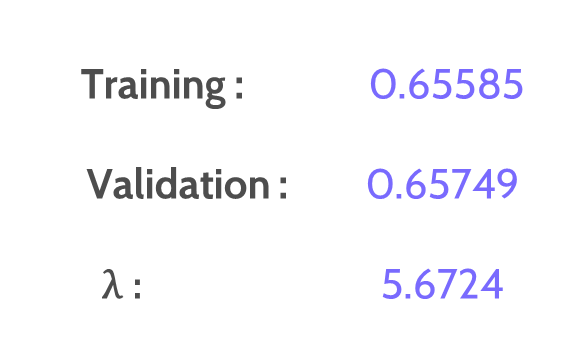 Training : 0.65585
Validation : 0.65749
λ : 5.6724